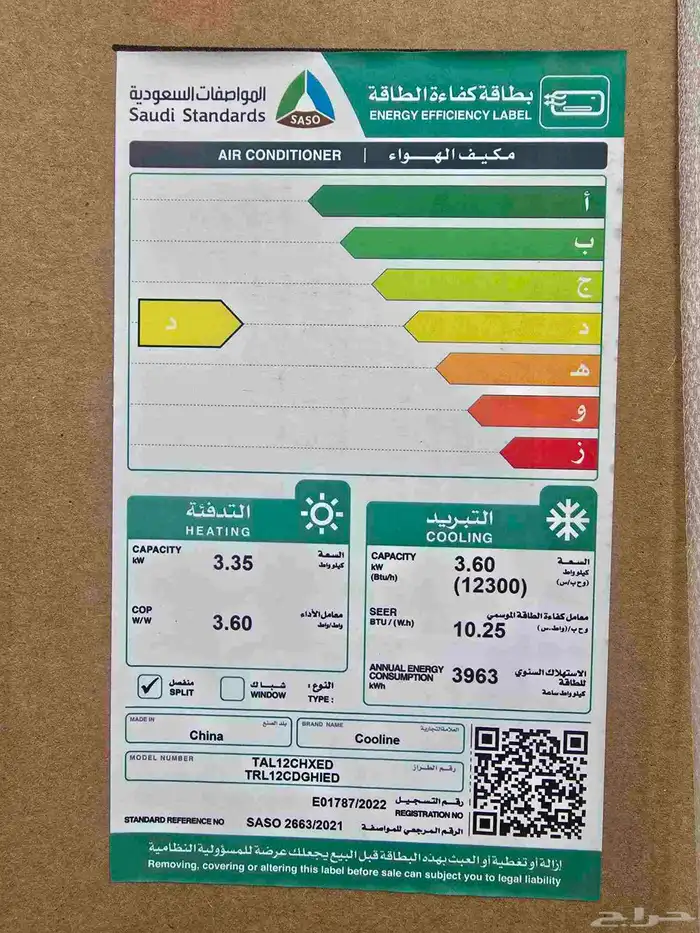 المواصفات السعودية
Saudi Standards
SASO
بطاقة كفاءة الطاقة
ENERGY EFFICIENCY LABEL
AIR CONDITIONER | مكيف الهـواء
أ
ب
ج
د
د
هـ
و
ز
التدفئة
HEATING
CAPACITY
kW
3.35
السعة
كيلو واط
COP
W/W
3.60
معامل الأداء
واط/واط
التبريد
COOLING
CAPACITY
kW
(Btu/h)
3.60
(12300)
السعة
كيلو واط
(وح ب/س)
SEER
BTU / (W.h)
10.25
معامل كفاءة الطاقة الموسمي
وح ب/(واط.س)
ANNUAL ENERGY
CONSUMPTION
kWh
3963
الاستهلاك السنوي
للطاقة
كيلو واط ساعة
منفصل
SPLIT
شباك
WINDOW
النوع:
TYPE :
MADE IN
بلد الصنع
China
BRAND NAME
العلامة التجارية
Cooline
MODEL NUMBER
رقم الطراز
TAL12CHXED
TRL12CDGHIED
E01787/2022
رقم التسجيل
REGISTRATION NO
STANDARD REFERENCE NO
SASO 2663/2021
الرقم المرجعي للمواصفة
إزالة أو تغطية أو العبث بهذه البطاقة قبل البيع يجعلك عرضة للمسؤولية النظامية
Removing, covering or altering this label before sale can subject you to legal liability
حراج